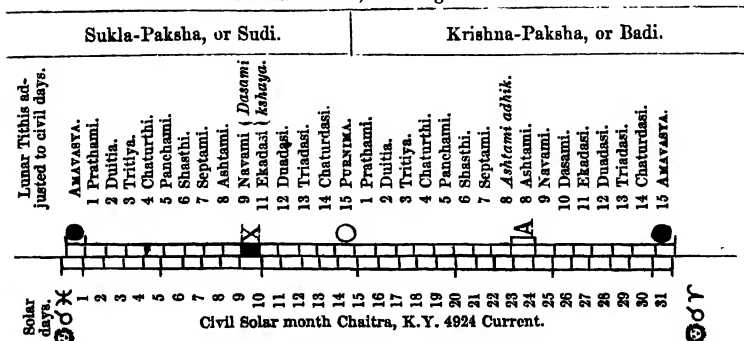 Sukla-Paksha, or Sudi.
Krishna-Paksha, or Badi.
Lunar Tithis ad-
justed to civil days.
AMAVASYA.
1 Prathami.
2 Duitia.
3 Tritiya.
4 Chaturthi.
5 Panchami.
6 Shasthi.
7 Septami.
8 Ashtami.
9 Navami { Dasami
11 Ekadasi { kshaya.
12 Duadasi.
13 Triadasi.
14 Chaturdasi.
15 PURNIMA.
1 Prathami.
2 Duitia.
3 Tritiya.
4 Chaturthi.
5 Panchami.
6 Shasthi.
7 Septami.
8 Ashtami adhik.
8 Ashtami.
9 Navami.
10 Dasami.
11 Ekadasi.
12 Duadasi.
13 Triadasi.
14 Chaturdasi.
15 AMAVASYA.
X
A
Solar
days.
☌ ♓
1 2 3 4 5 6 7 8 9 10 11 12 13 14 15 16 17 18 19 20 21 22 23 24 25 26 27 28 29 30 31
☌ ♈
Civil Solar month Chaitra, K.Y. 4924 Current.